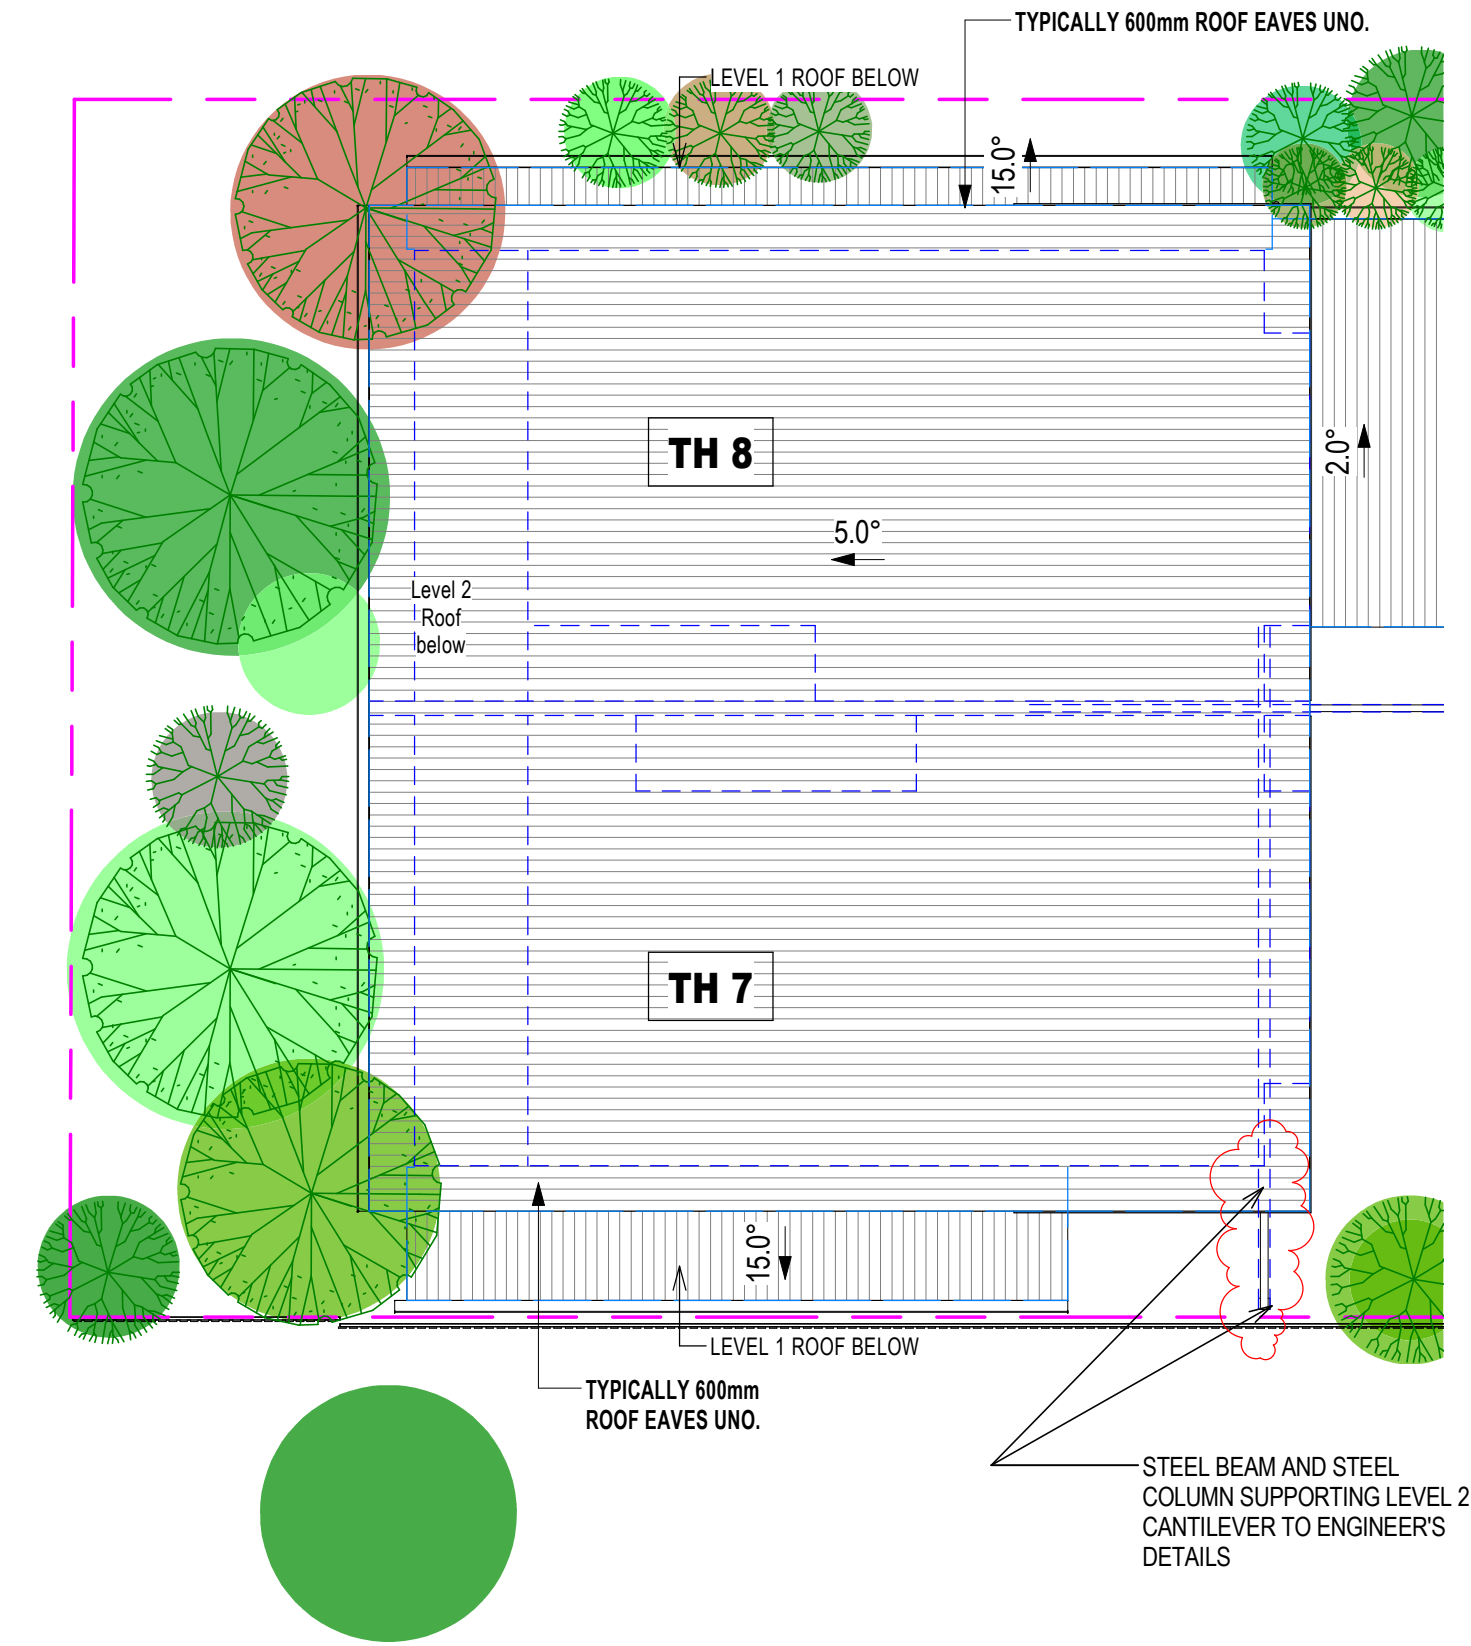 TYPICALLY 600mm ROOF EAVES UNO.
LEVEL 1 ROOF BELOW
15.0°
TH 8
2.0°
5.0°
Level 2
Roof
below
TH 7
15.0°
LEVEL 1 ROOF BELOW
TYPICALLY 600mm
ROOF EAVES UNO.
STEEL BEAM AND STEEL
COLUMN SUPPORTING LEVEL 2
CANTILEVER TO ENGINEER'S
DETAILS